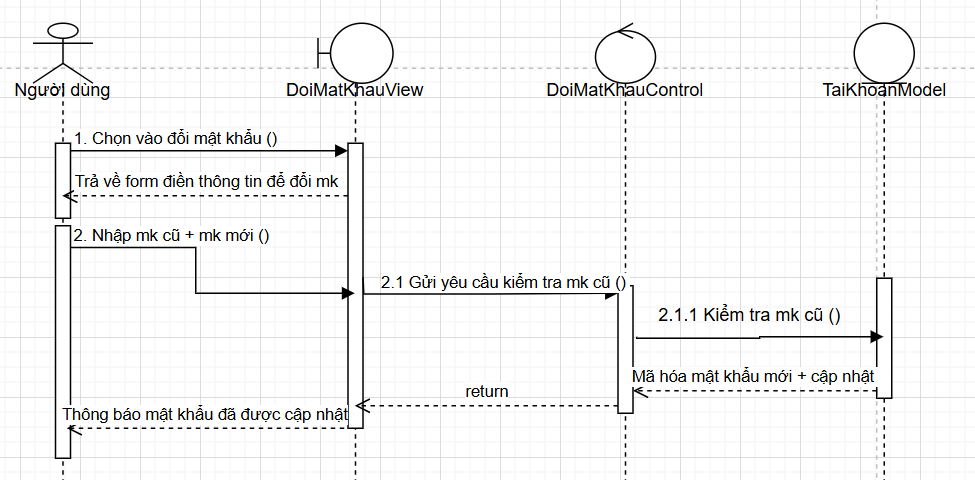 Người dùng
DoiMatKhauView
DoiMatKhauControl
TaiKhoanModel
1. Chọn vào đổi mật khẩu ()
Trả về form điền thông tin để đổi mk
2. Nhập mk cũ + mk mới ()
2.1 Gửi yêu cầu kiểm tra mk cũ ()
2.1.1 Kiểm tra mk cũ ()
Mã hóa mật khẩu mới + cập nhật
return
Thông báo mật khẩu đã được cập nhật